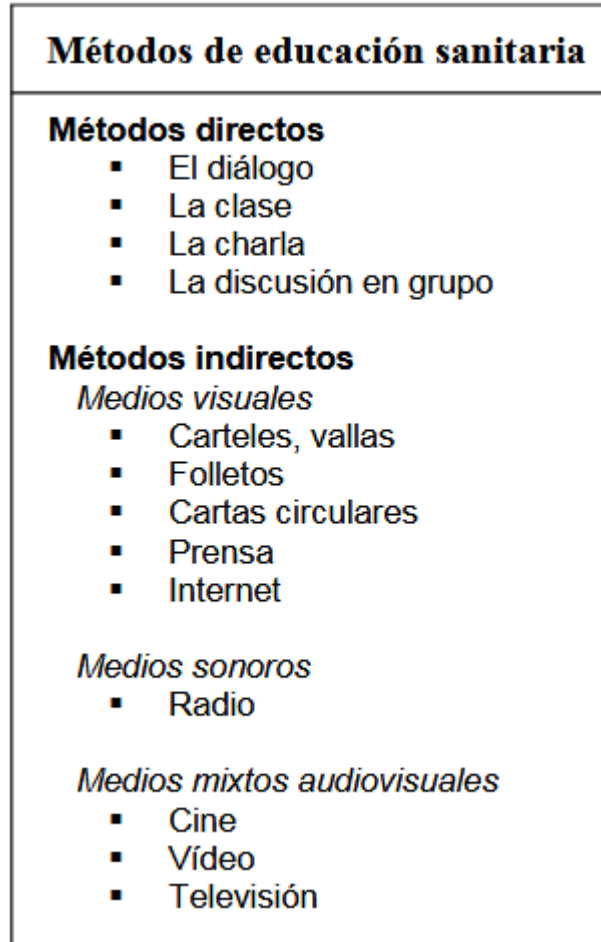 Métodos de educación sanitaria
Métodos directos
▪ El diálogo
▪ La clase
▪ La charla
▪ La discusión en grupo
Métodos indirectos
Medios visuales
▪ Carteles, vallas
▪ Folletos
▪ Cartas circulares
▪ Prensa
▪ Internet
Medios sonoros
▪ Radio
Medios mixtos audiovisuales
▪ Cine
▪ Vídeo
▪ Televisión